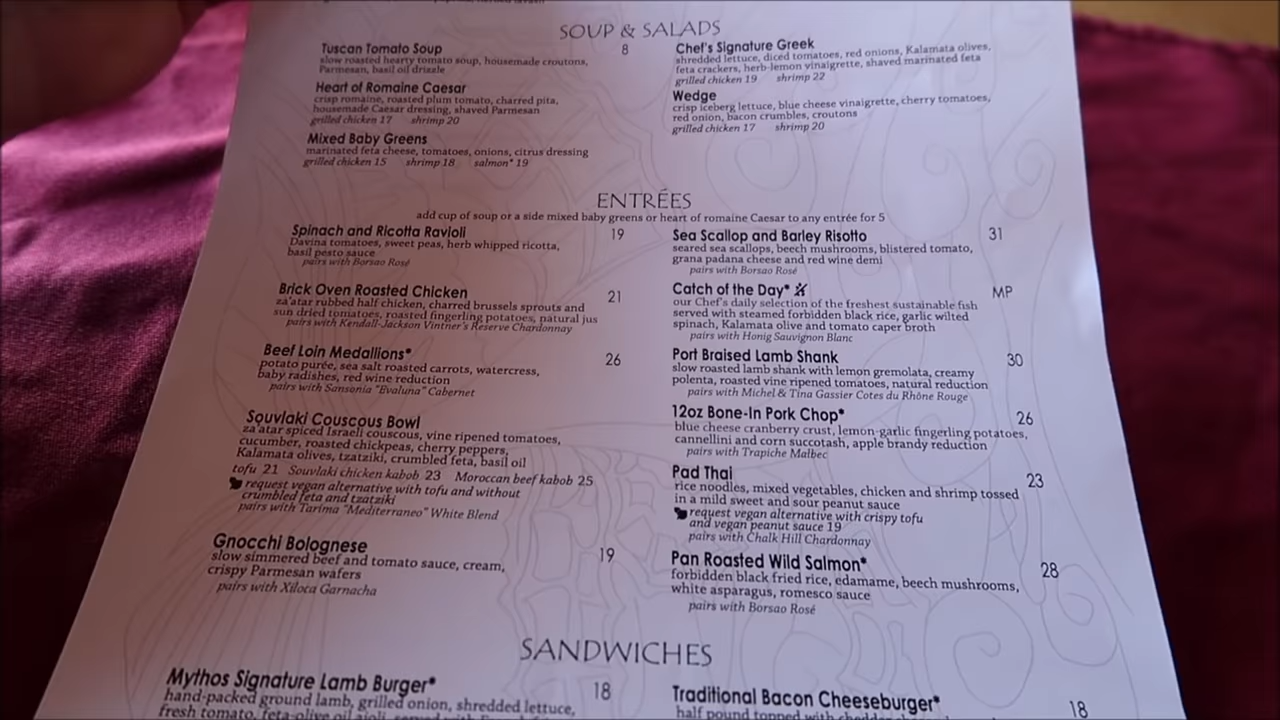 SOUP & SALADS
Tuscan Tomato Soup 8
slow roasted hearty tomato soup, housemade croutons,
Parmesan, basil oil drizzle
Heart of Romaine Caesar
crisp romaine, roasted plum tomato, charred pita,
housemade Caesar dressing, shaved Parmesan
grilled chicken 17 shrimp 20
Mixed Baby Greens
marinated feta cheese, tomatoes, onions, citrus dressing
grilled chicken 15 shrimp 18 salmon* 19
Chef's Signature Greek
shredded lettuce, diced tomatoes, red onions, Kalamata olives,
feta crackers, herb-lemon vinaigrette, shaved marinated feta
grilled chicken 19 shrimp 22
Wedge
crisp iceberg lettuce, blue cheese vinaigrette, cherry tomatoes,
red onion, bacon crumbles, croutons
grilled chicken 17 shrimp 20
ENTRÉES
add cup of soup or a side mixed baby greens or heart of romaine Caesar to any entrée for 5
Spinach and Ricotta Ravioli 19
Davina tomatoes, sweet peas, herb whipped ricotta,
basil pesto sauce
pairs with Borsao Rosé
Brick Oven Roasted Chicken 21
za'atar rubbed half chicken, charred brussels sprouts and
sun dried tomatoes, roasted fingerling potatoes, natural jus
pairs with Kendall-Jackson Vintner's Reserve Chardonnay
Beef Loin Medallions* 26
potato purée, sea salt roasted carrots, watercress,
baby radishes, red wine reduction
pairs with Sansonia "Evaluna" Cabernet
Souvlaki Couscous Bowl
za'atar spiced Israeli couscous, vine ripened tomatoes,
cucumber, roasted chickpeas, cherry peppers,
Kalamata olives, tzatziki, crumbled feta, basil oil
tofu 21 Souvlaki chicken kabob 23 Moroccan beef kabob 25
request vegan alternative with tofu and without
crumbled feta and tzatziki
pairs with Tarima "Mediterraneo" White Blend
Gnocchi Bolognese 19
slow simmered beef and tomato sauce, cream,
crispy Parmesan wafers
pairs with Xiloca Garnacha
Sea Scallop and Barley Risotto 31
seared sea scallops, beech mushrooms, blistered tomato,
grana padana cheese and red wine demi
pairs with Borsao Rosé
Catch of the Day* MP
our Chef's daily selection of the freshest sustainable fish
served with steamed forbidden black rice, garlic wilted
spinach, Kalamata olive and tomato caper broth
pairs with Honig Sauvignon Blanc
Port Braised Lamb Shank 30
slow roasted lamb shank with lemon gremolata, creamy
polenta, roasted vine ripened tomatoes, natural reduction
pairs with Michel & Tina Gassier Cotes du Rhône Rouge
12oz Bone-In Pork Chop* 26
blue cheese cranberry crust, lemon-garlic fingerling potatoes,
cannellini and corn succotash, apple brandy reduction
pairs with Trapiche Malbec
Pad Thai 23
rice noodles, mixed vegetables, chicken and shrimp tossed
in a mild sweet and sour peanut sauce
request vegan alternative with crispy tofu
and vegan peanut sauce 19
pairs with Chalk Hill Chardonnay
Pan Roasted Wild Salmon* 28
forbidden black fried rice, edamame, beech mushrooms,
white asparagus, romesco sauce
pairs with Borsao Rosé
SANDWICHES
Mythos Signature Lamb Burger* 18
hand-packed ground lamb, grilled onion, shredded lettuce,
fresh tomato, feta-olive oil aioli, served with
Traditional Bacon Cheeseburger* 18
half pound topped with